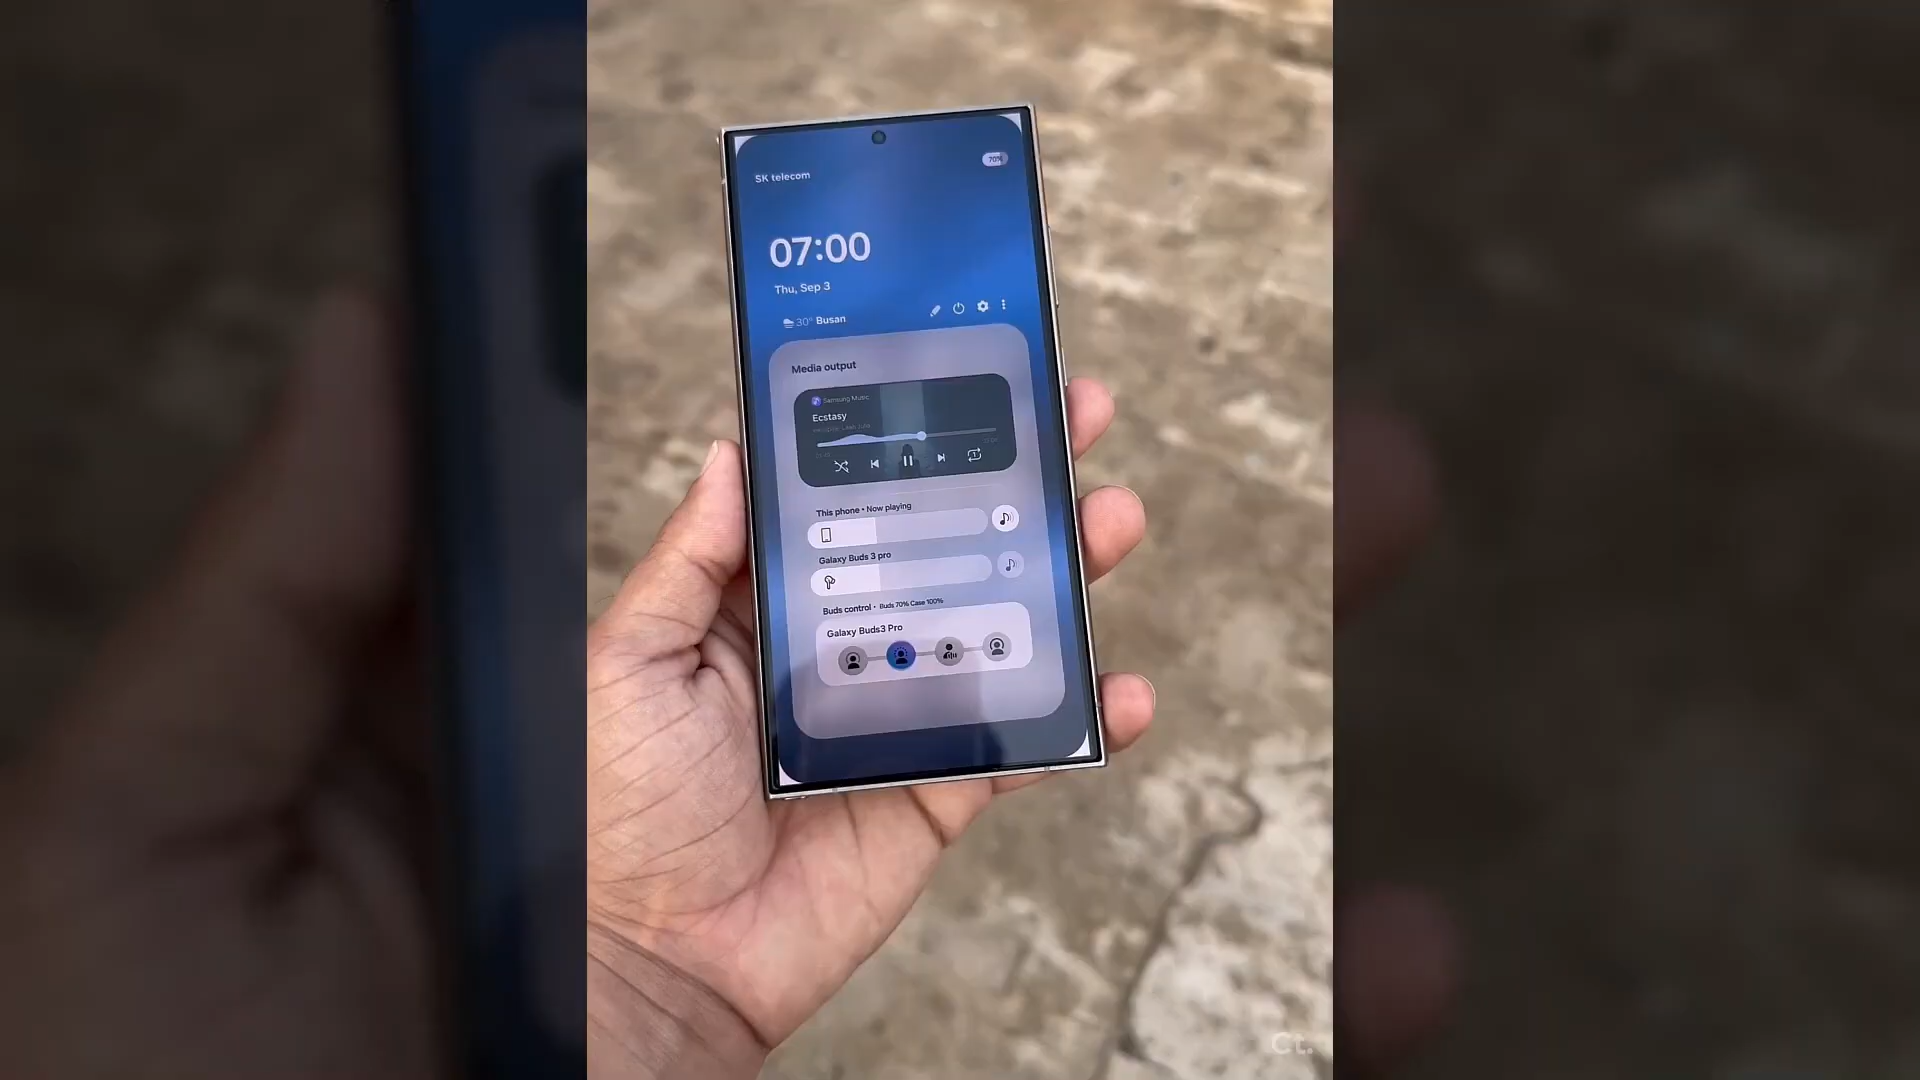 70%
SK telecom
07:00
Thu, Sep 3
30° Busan
Media output
Samsung Music
Ecstasy
This phone • Now playing
Galaxy Buds 3 pro
Buds control • Buds 70% Case 100%
Galaxy Buds3 Pro
Ct.